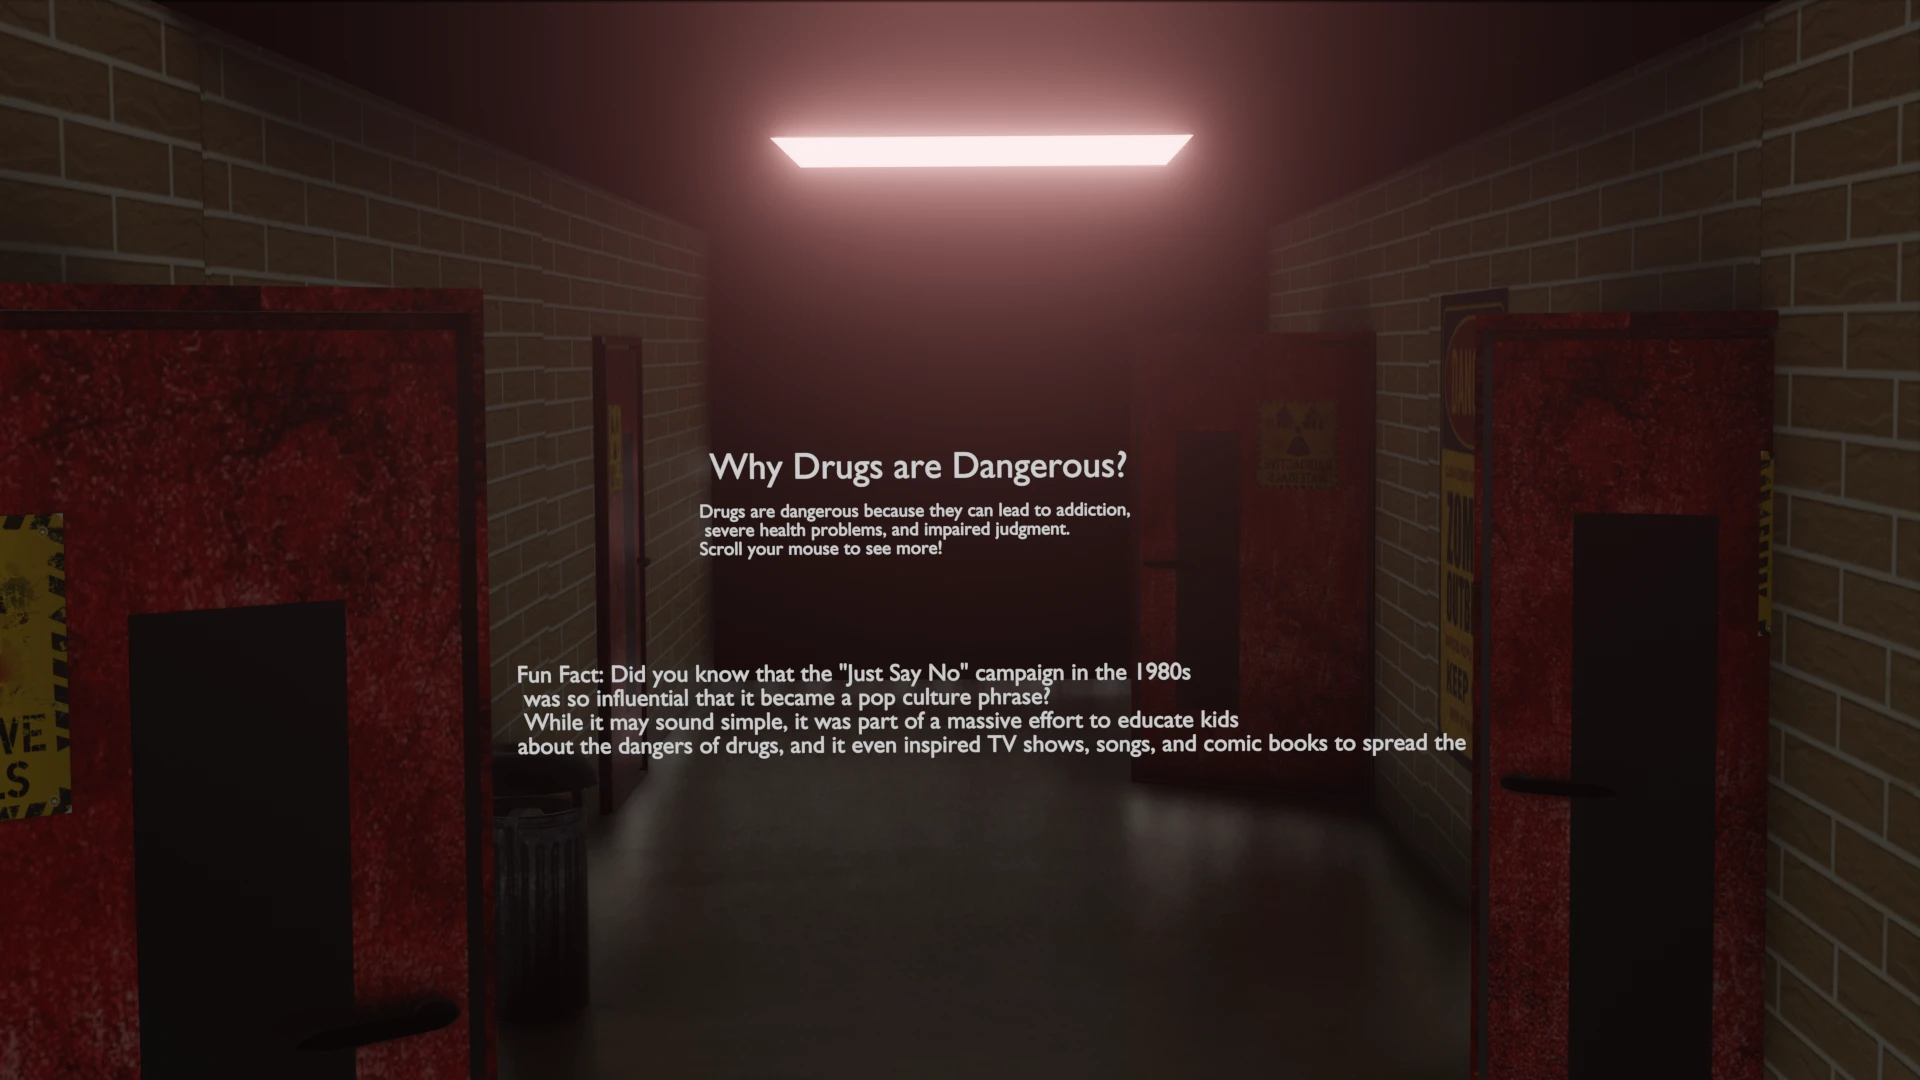 Why Drugs are Dangerous?
Drugs are dangerous because they can lead to addiction,
severe health problems, and impaired judgment.
Scroll your mouse to see more!
DAN
ZOM
OUTB
KEEP
VE
LS
Fun Fact: Did you know that the "Just Say No" campaign in the 1980s
was so influential that it became a pop culture phrase?
While it may sound simple, it was part of a massive effort to educate kids
about the dangers of drugs, and it even inspired TV shows, songs, and comic books to spread the